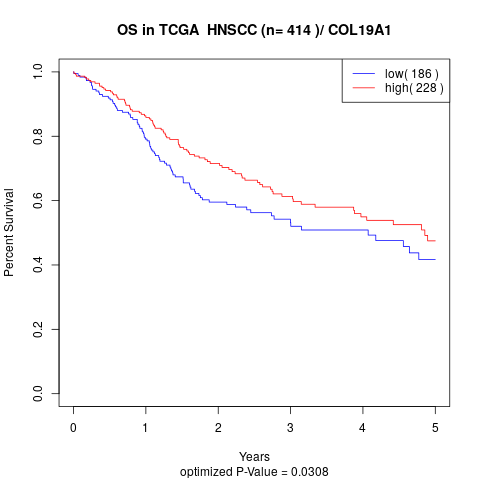 OS in TCGA  HNSCC (n= 414 )/ COL19A1
low( 186 )
high( 228 )
Percent Survival
1.0
0.8
0.6
0.4
0.2
0.0
0 1 2 3 4 5
Years
optimized P-Value = 0.0308